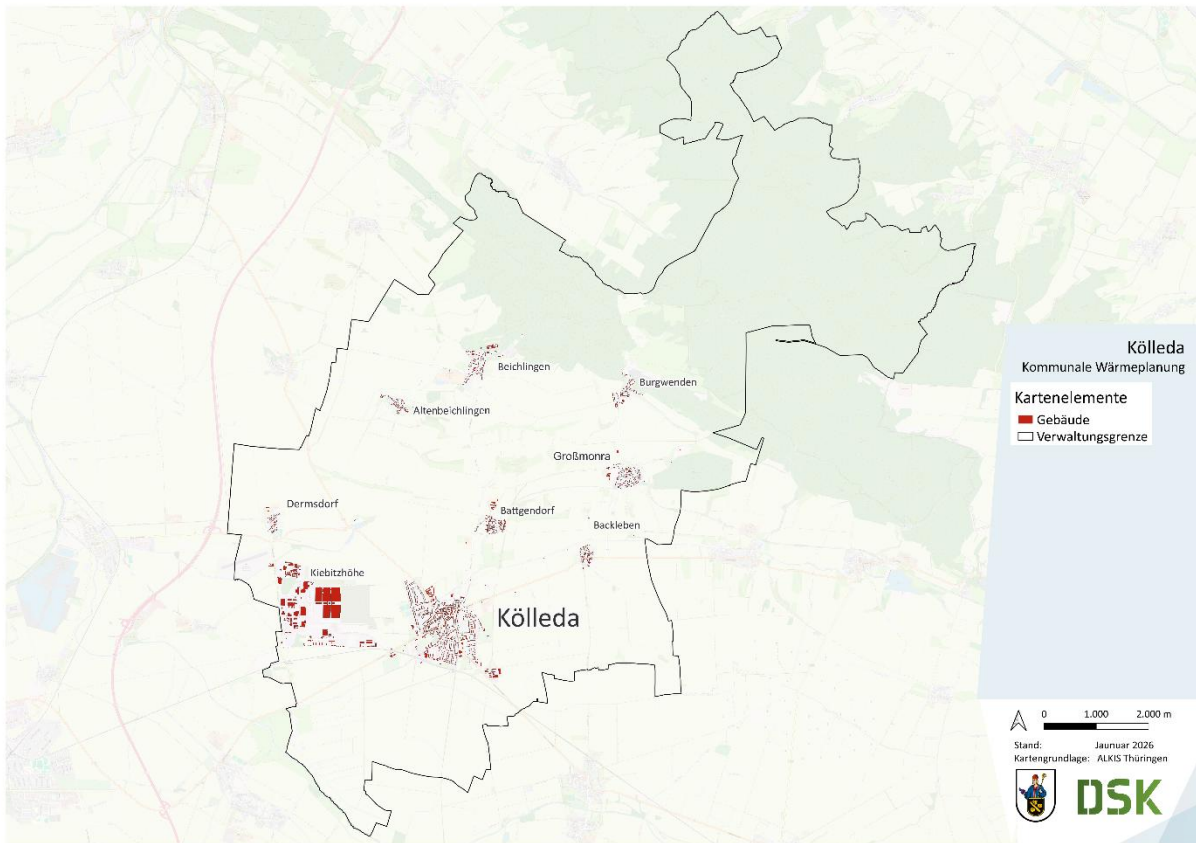 Beichlingen
Burgwenden
Altenbeichlingen
Großmonra
Dermsdorf
Battgendorf
Backleben
Kiebitzhöhe
Kölleda
Kölleda
Kommunale Wärmeplanung
Kartenelemente
Gebäude
Verwaltungsgrenze
0 1.000 2.000 m
Stand: Jaunuar 2026
Kartengrundlage: ALKIS Thüringen
DSK